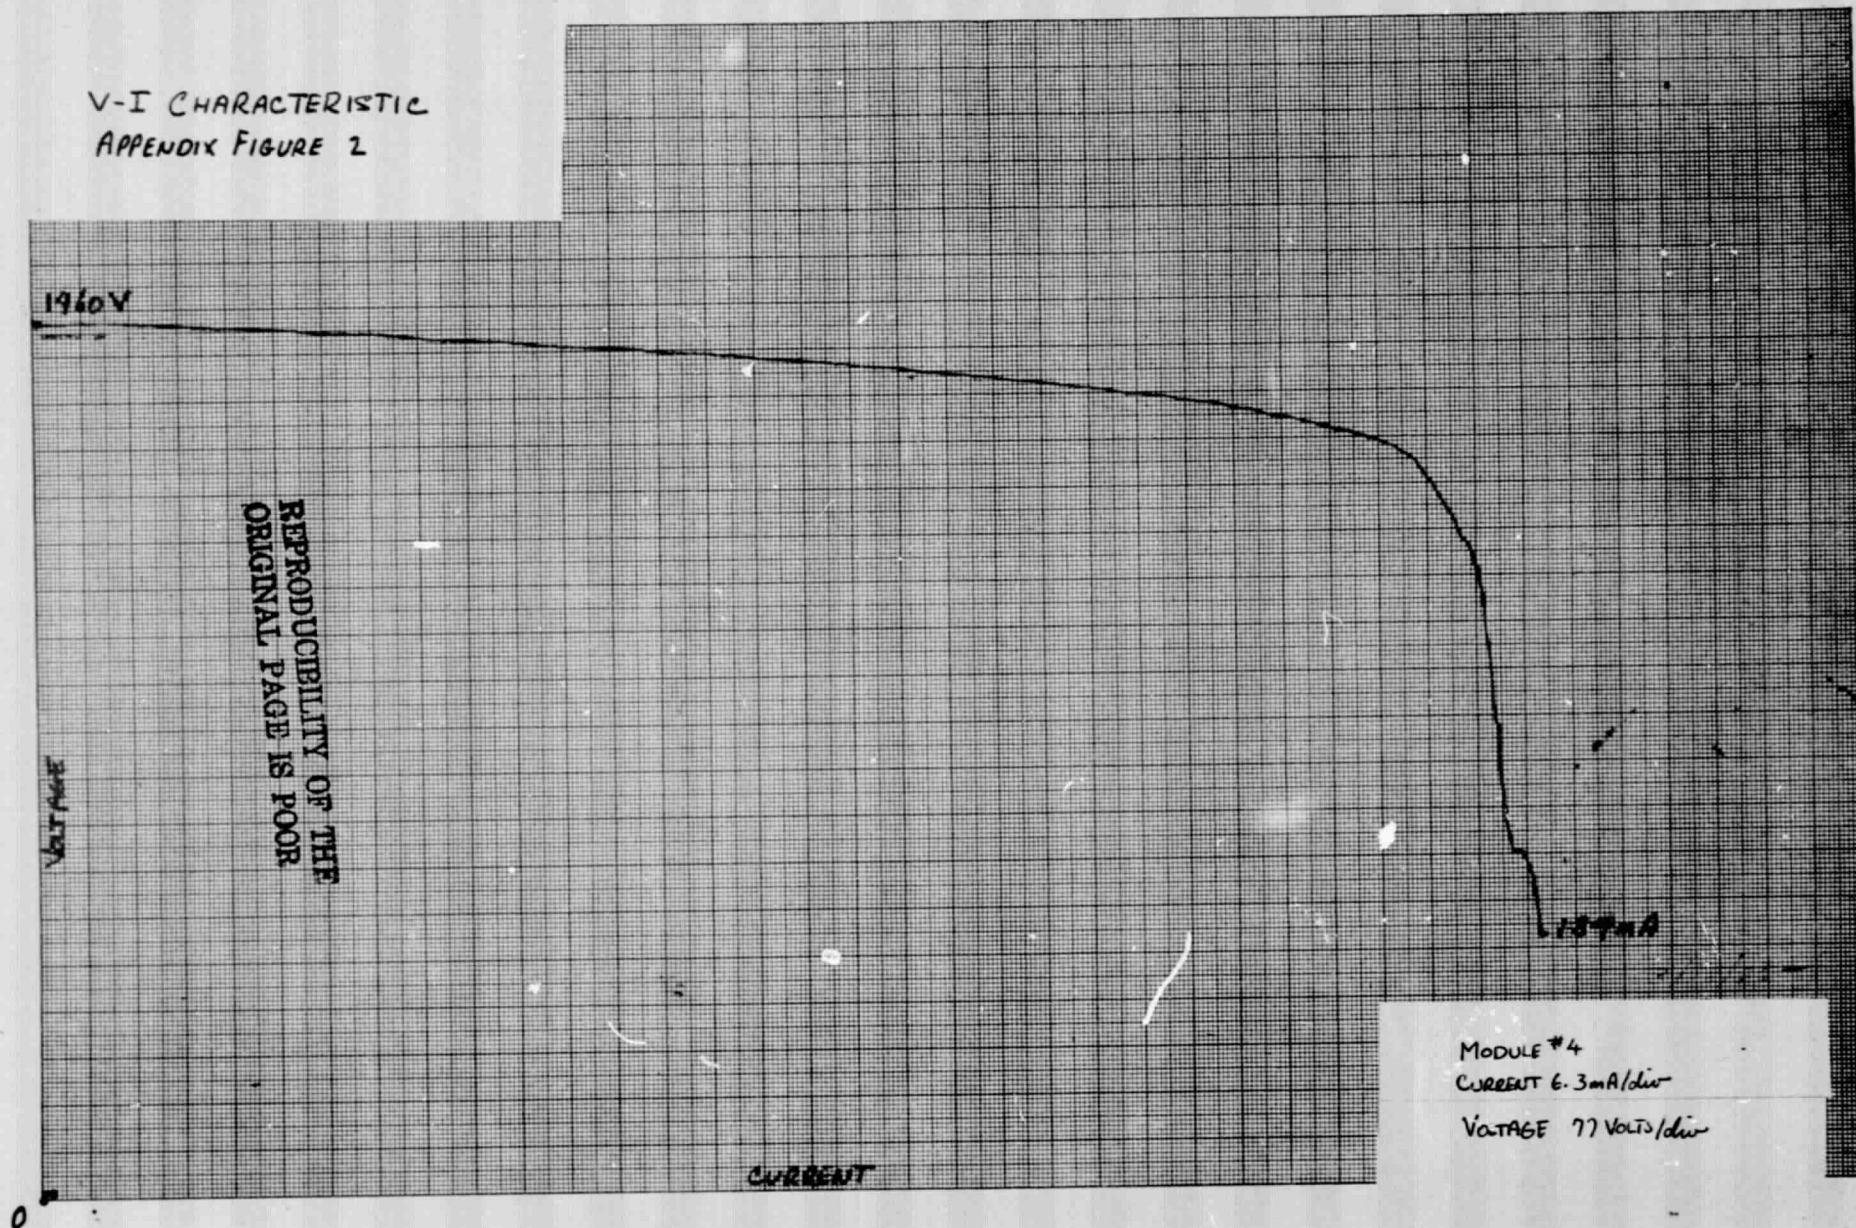 V-I CHARACTERISTIC
APPENDIX FIGURE 2
1960V
REPRODUCIBILITY OF THE
ORIGINAL PAGE IS POOR
VOLTAGE
189mA
MODULE #4
CURRENT 6.3mA/div
VOLTAGE 77 VOLTS/div
CURRENT
0